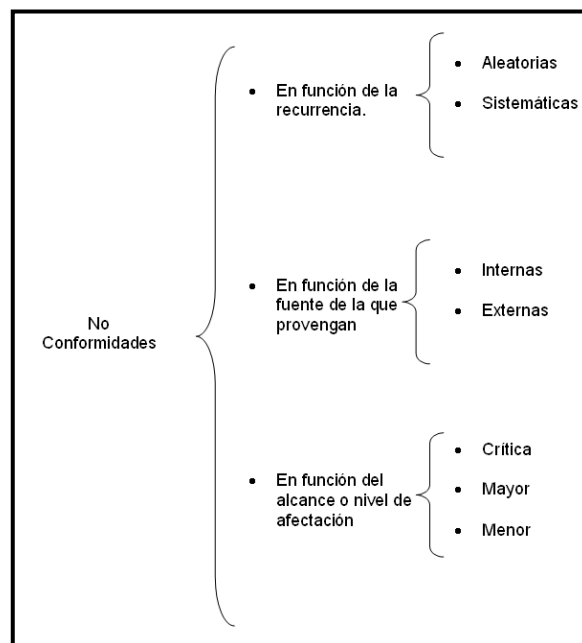 No
Conformidades
• En función de la
recurrencia.
• Aleatorias
• Sistemáticas
• En función de la
fuente de la que
provengan
• Internas
• Externas
• En función del
alcance o nivel de
afectación
• Crítica
• Mayor
• Menor